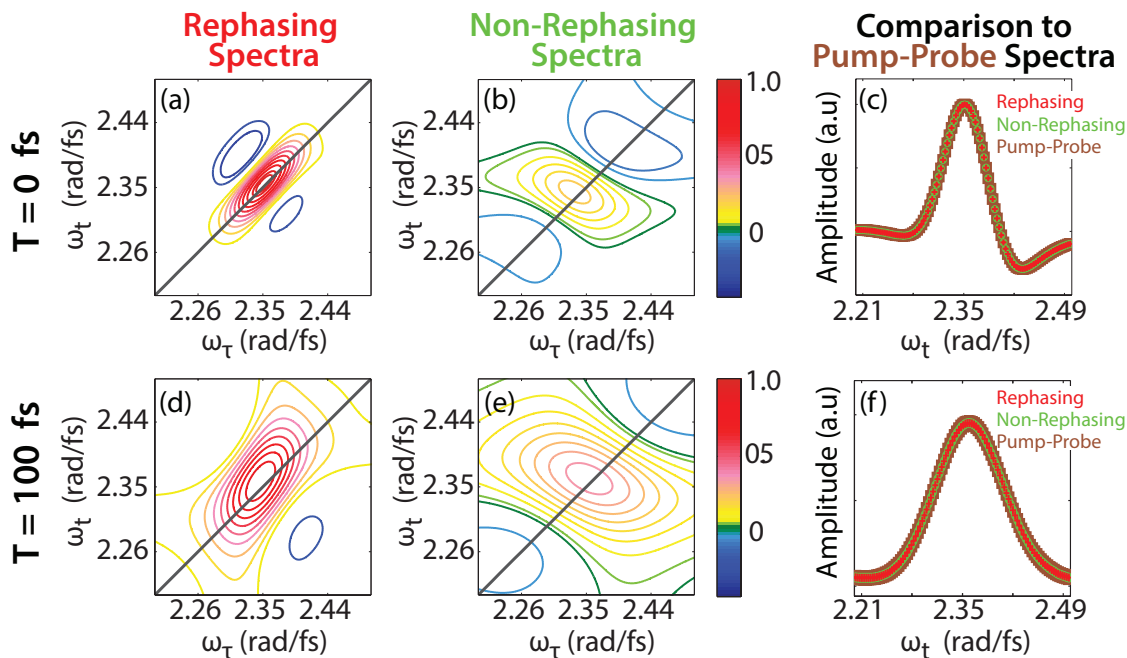 Rephasing
Spectra
Non-Rephasing
Spectra
Comparison to
Pump-Probe Spectra
T = 0 fs
(a)
2.44
2.35
2.26
ω_t (rad/fs)
2.26 2.35 2.44
ω_τ (rad/fs)
(b)
2.44
2.35
2.26
ω_t (rad/fs)
2.26 2.35 2.44
ω_τ (rad/fs)
1.0
05
0
(c)
Rephasing
Non-Rephasing
Pump-Probe
Amplitude (a.u)
2.21 2.35 2.49
ω_t (rad/fs)
T = 100 fs
(d)
2.44
2.35
2.26
ω_t (rad/fs)
2.26 2.35 2.44
ω_τ (rad/fs)
(e)
2.44
2.35
2.26
ω_t (rad/fs)
2.26 2.35 2.44
ω_τ (rad/fs)
1.0
05
0
(f)
Rephasing
Non-Rephasing
Pump-Probe
Amplitude (a.u)
2.21 2.35 2.49
ω_t (rad/fs)